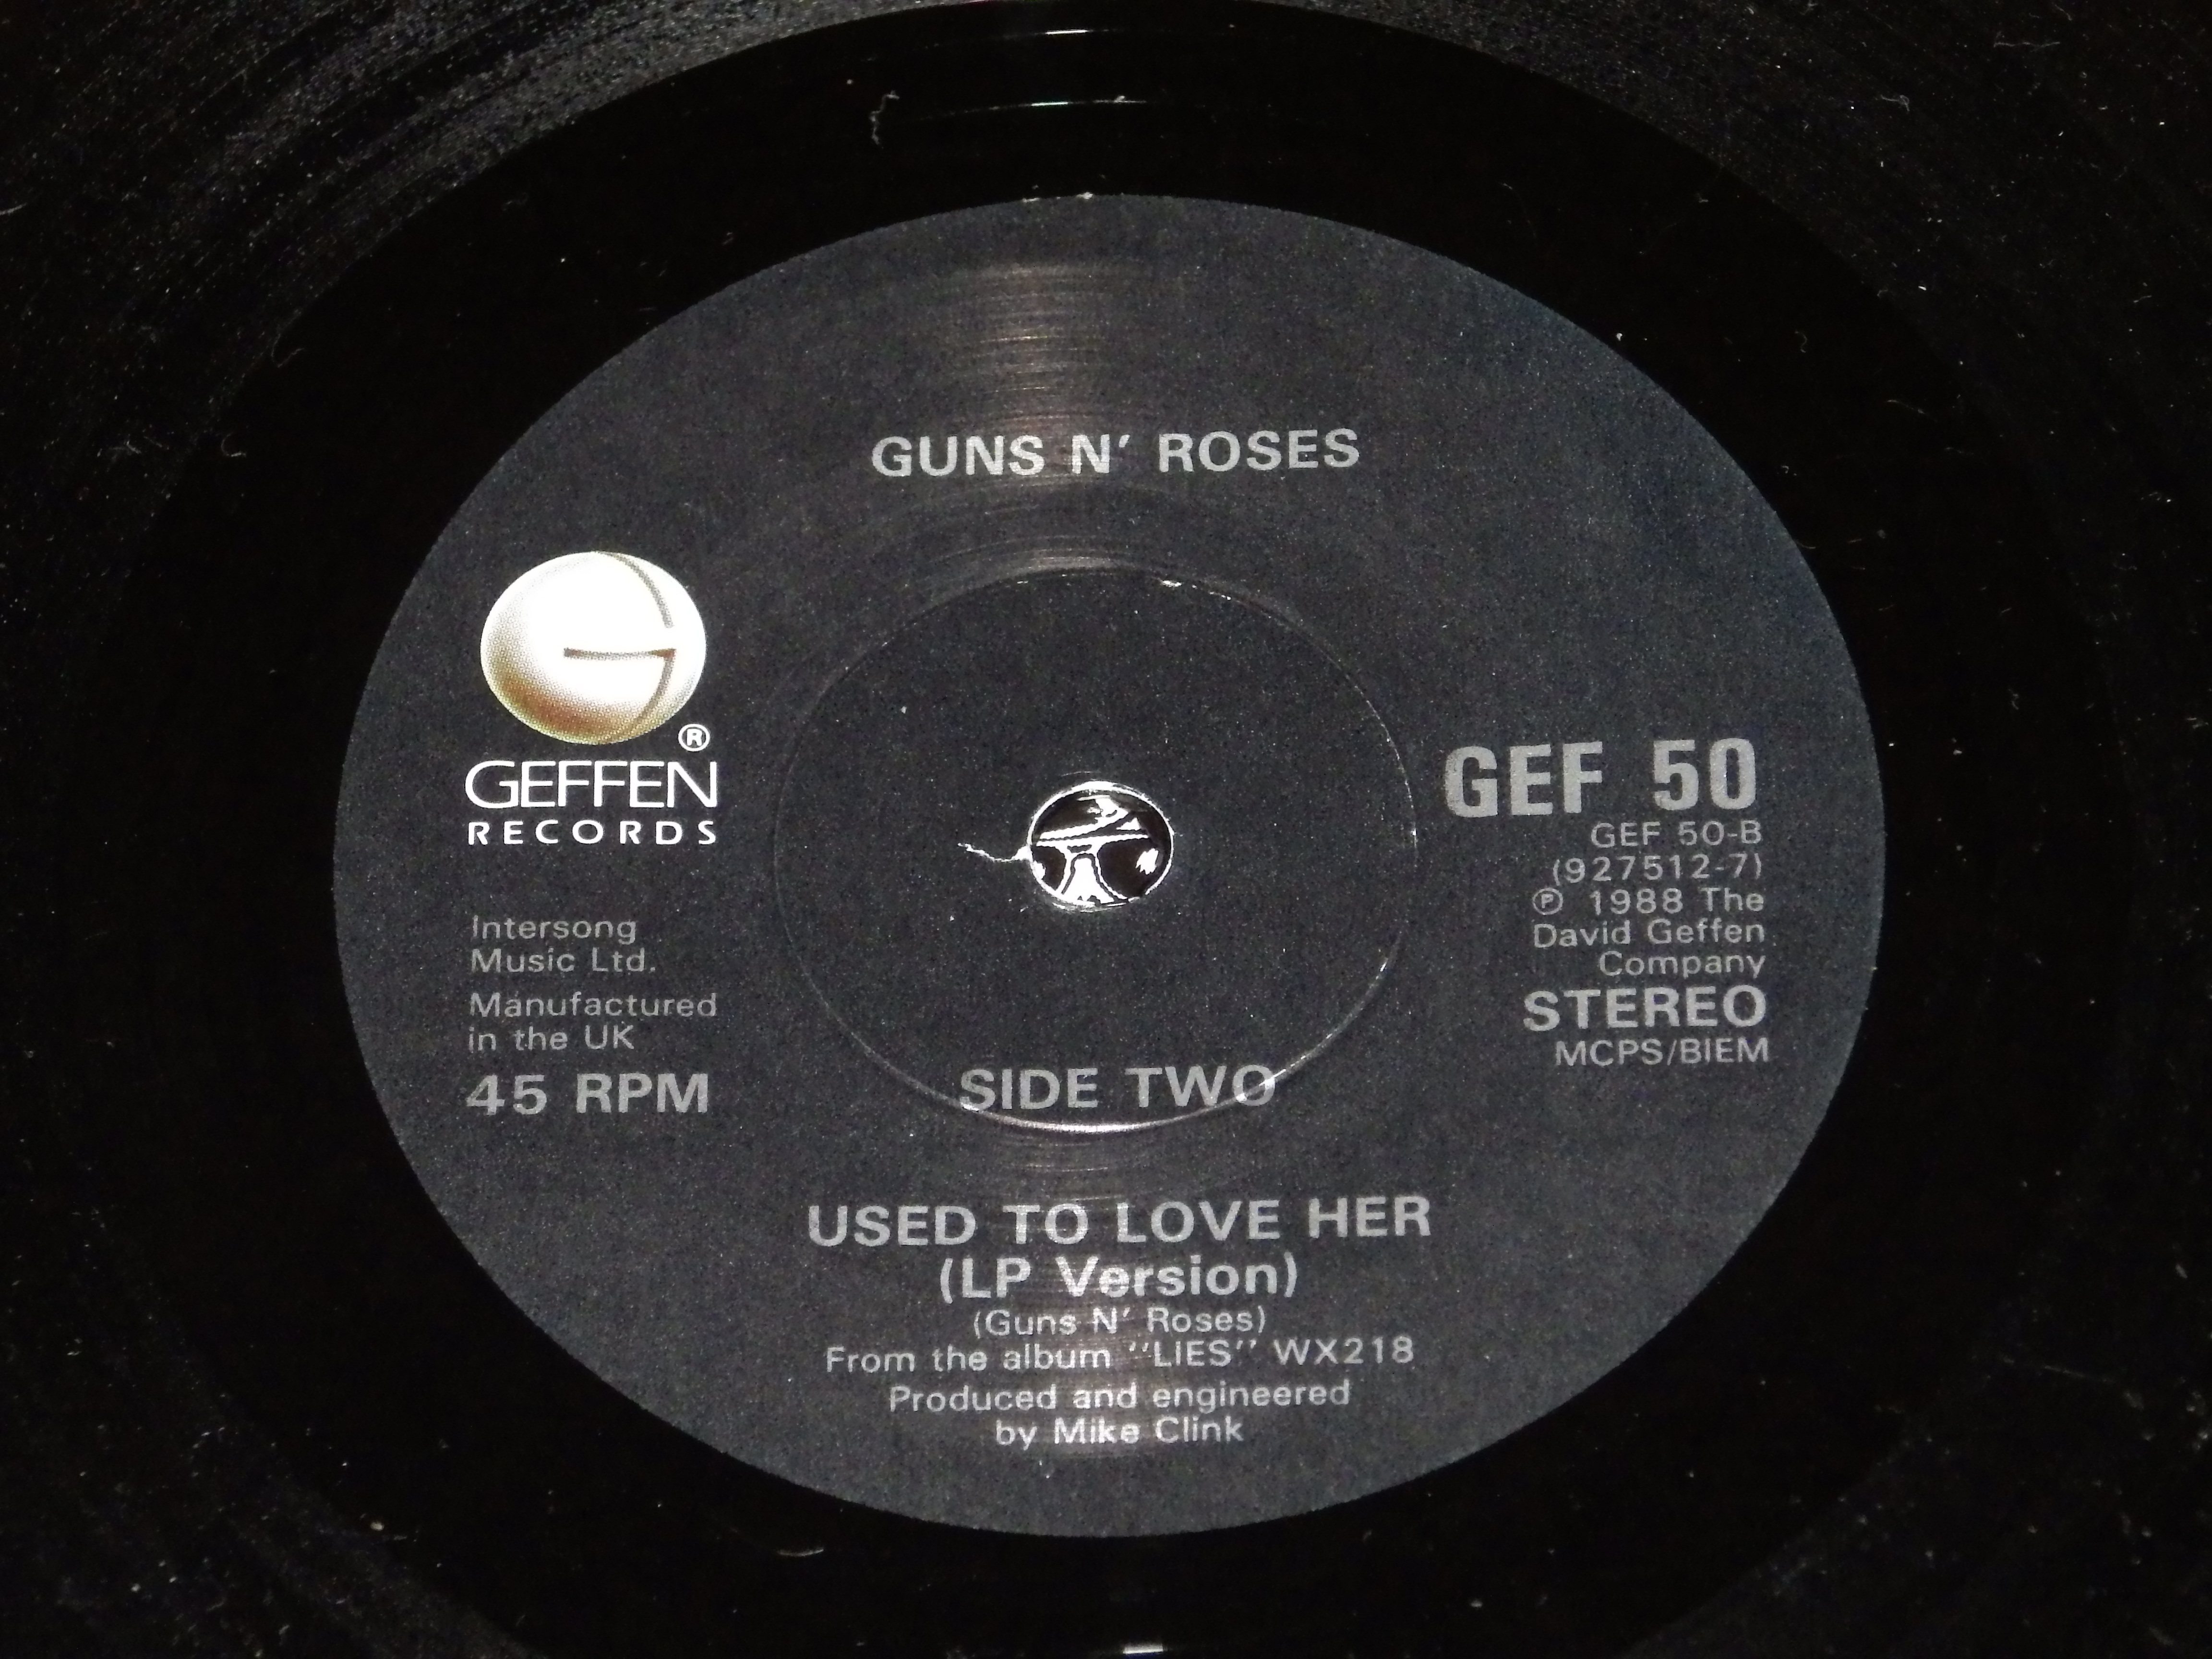 GUNS N' ROSES
®
GEFFEN
RECORDS
Intersong
Music Ltd.
Manufactured
in the UK
45 RPM
GEF 50
GEF 50-B
(927512-7)
℗ 1988 The
David Geffen
Company
STEREO
MCPS/BIEM
SIDE TWO
USED TO LOVE HER
(LP Version)
(Guns N' Roses)
From the album "LIES" WX218
Produced and engineered
by Mike Clink